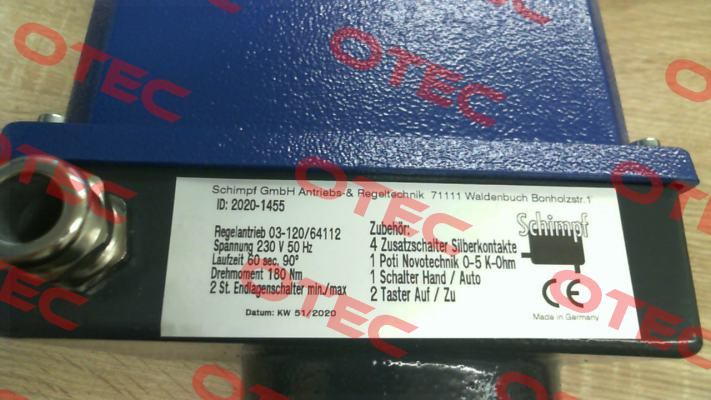 Schimpf GmbH Antriebs-& Regeltechnik 71111 Waldenbuch Bonholzstr.1
ID: 2020-1455
Regelantrieb 03-120/64112
Spannung 230 V 50 Hz
Laufzeit 60 sec. 90°
Drehmoment 180 Nm
2 St. Endlagenschalter min./max
Datum: KW 51/2020
Zubehör:
4 Zusatzschalter Silberkontakte
1 Poti Novotechnik 0-5 K-Ohm
1 Schalter Hand / Auto
2 Taster Auf / Zu
Schimpf
CE
Made in Germany
OTEC
OTEC
OTEC
OTEC
OTEC
OTEC
OTEC
OTEC
OTEC